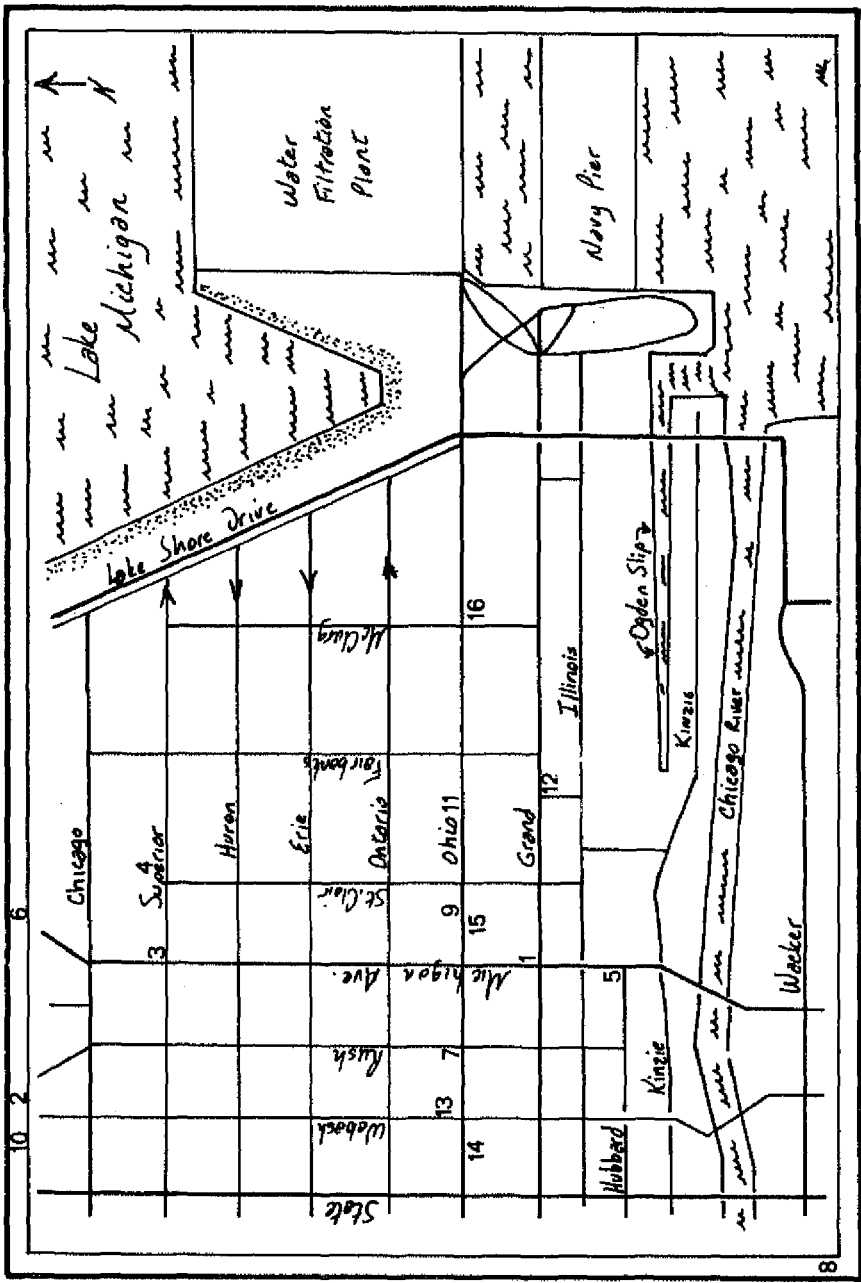 N
Lake
Michigan
Water
Filtration
Plant
Navy Pier
Lake Shore Drive
6
Chicago
4
Superior
3
Huron
Erie
Ontario
Ohio 11
Grand
12
Illinois
Ogden Slip
Kinzie
Chicago River
Wacker
McClurg
16
Fairbanks
St. Clair
9
15
Michigan
Ave.
1
5
Rush
7
Kinzie
10 2
Wabash
13
14
Hubbard
State
8